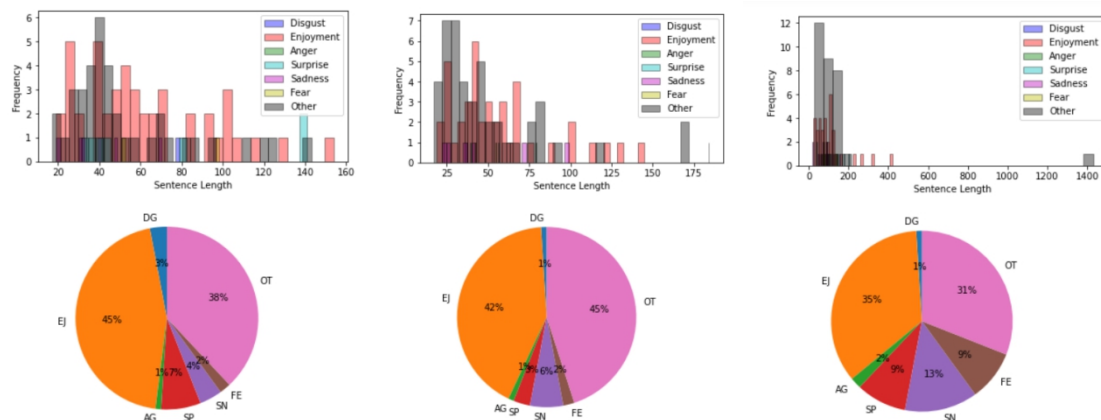 Disgust
Enjoyment
Anger
Surprise
Sadness
Fear
Other
Frequency
6
5
4
3
2
1
0
20 40 60 80 100 120 140 160
Sentence Length
Disgust
Enjoyment
Anger
Surprise
Sadness
Fear
Other
Frequency
7
6
5
4
3
2
1
0
25 50 75 100 125 150 175
Sentence Length
Disgust
Enjoyment
Anger
Surprise
Sadness
Fear
Other
Frequency
12
10
8
6
4
2
0
0 200 400 600 800 1000 1200 1400
Sentence Length
DG
3%
OT
38%
EJ
45%
2%
4%
1% 7%
FE
SN
AG SP
DG
1%
OT
45%
EJ
42%
1%
3%
6%
2%
AG SP SN FE
DG
1%
OT
31%
EJ
35%
2%
9%
13%
9%
FE
AG
SP
SN